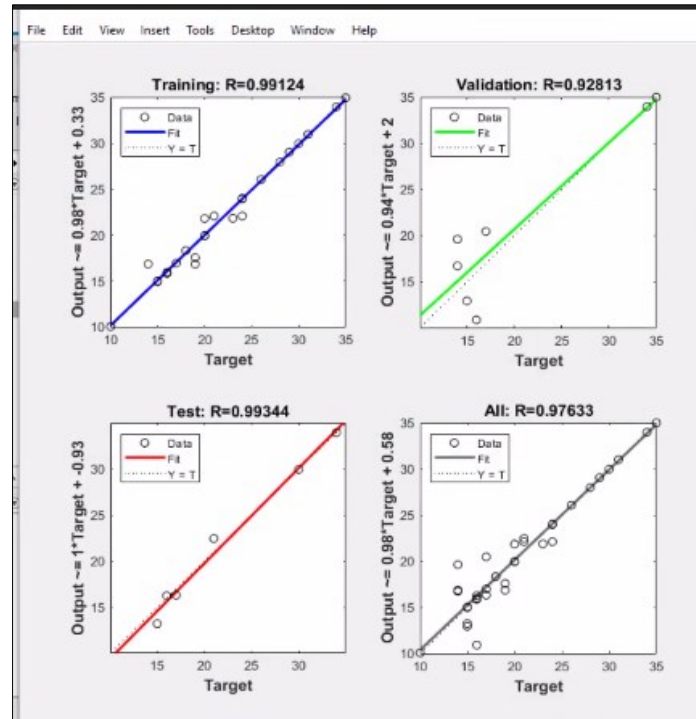 File Edit View Insert Tools Desktop Window Help
Training: R=0.99124
Output ~= 0.98*Target + 0.33
35
30
25
20
15
10
Data
Fit
Y = T
10 15 20 25 30 35
Target
Validation: R=0.92813
Output ~= 0.94*Target + 2
35
30
25
20
15
Data
Fit
Y = T
15 20 25 30 35
Target
Test: R=0.99344
Output ~= 1*Target + -0.93
30
25
20
15
Data
Fit
Y = T
15 20 25 30
Target
All: R=0.97633
Output ~= 0.98*Target + 0.58
35
30
25
20
15
10
Data
Fit
Y = T
10 15 20 25 30 35
Target